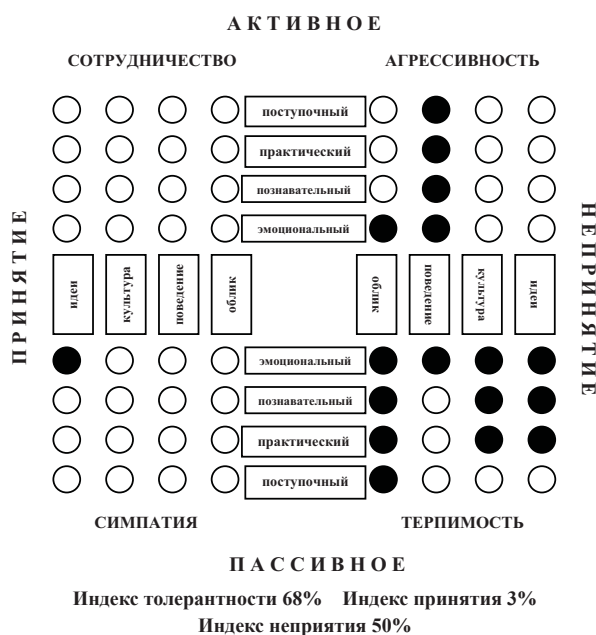 АКТИВНОЕ
СОТРУДНИЧЕСТВО АГРЕССИВНОСТЬ
поступочный
практический
познавательный
эмоциональный
ПРИНЯТИЕ
НЕПРИНЯТИЕ
идеи культура поведение облик облик поведение культура идеи
эмоциональный
познавательный
практический
поступочный
СИМПАТИЯ ТЕРПИМОСТЬ
ПАССИВНОЕ
Индекс толерантности 68% Индекс принятия 3%
Индекс неприятия 50%